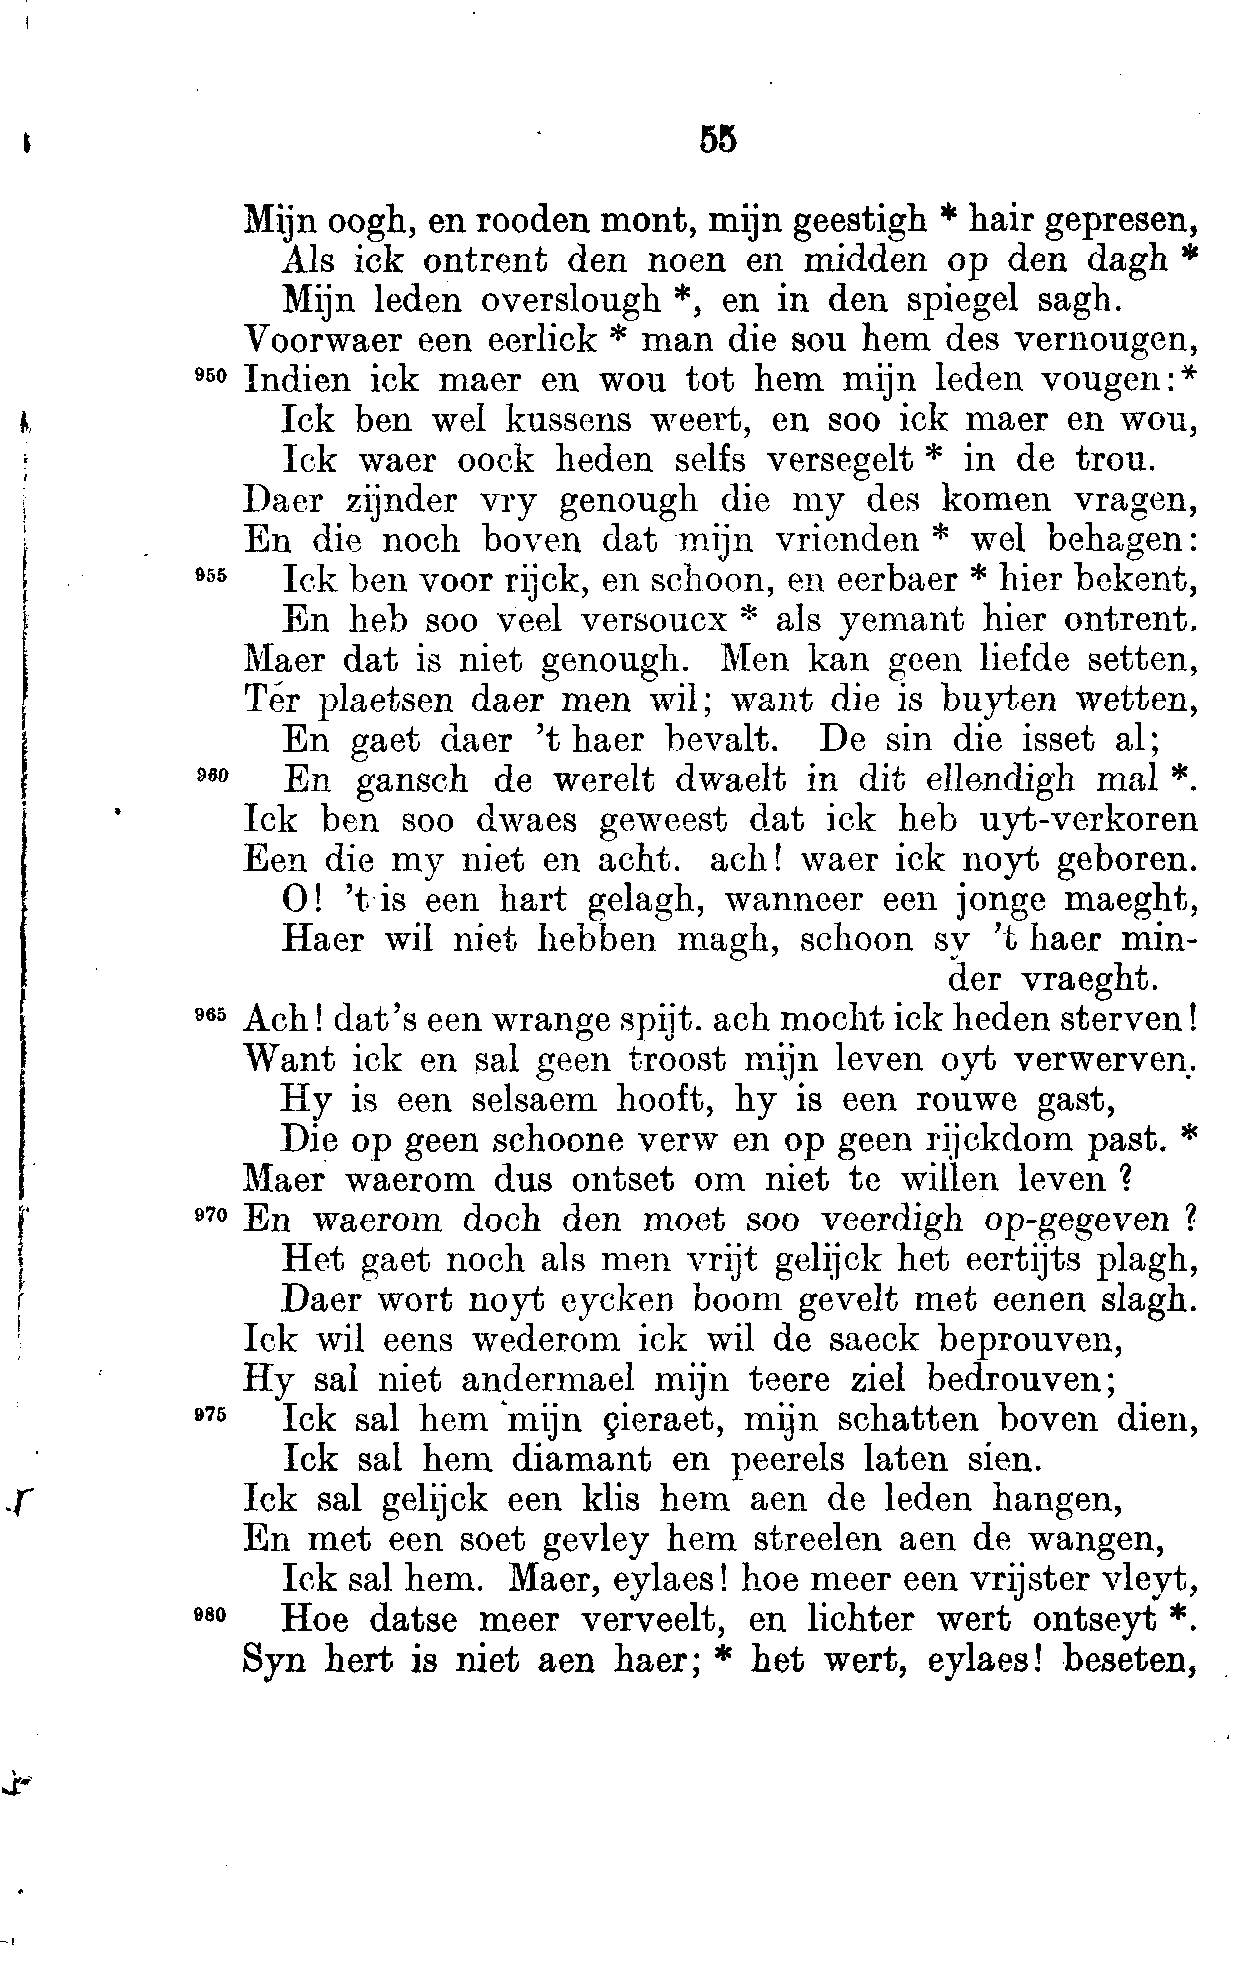 55
Mijn oogh, en rooden mont, mijn geestigh * hair gepresen,
Als ick ontrent den noen en midden op den dagh *
Mijn leden overslough *, en in den spiegel sagh.
Voorwaer een eerlick * man die sou hem des vernougen,
950 Indien ick maer en wou tot hem mijn leden vougen:*
Ick ben wel kussens weert, en soo ick maer en wou,
Ick waer oock heden selfs versegelt * in de trou.
Daer zijnder vry genough die my des komen vragen,
En die noch boven dat mijn vrienden * wel behagen:
955 Ick ben voor rijck, en schoon, en eerbaer * hier bekent,
En heb soo veel versoucx * als yemant hier ontrent.
Maer dat is niet genough. Men kan geen liefde setten,
Tér plaetsen daer men wil; want die is buyten wetten,
En gaet daer 't haer bevalt. De sin die isset al;
960 En gansch de werelt dwaelt in dit ellendigh mal *.
Ick ben soo dwaes geweest dat ick heb uyt-verkoren
Een die my niet en acht. ach! waer ick noyt geboren.
O! 't is een hart gelagh, wanneer een jonge maeght,
Haer wil niet hebben magh, schoon sy 't haer min-
der vraeght.
965 Ach! dat's een wrange spijt. ach mocht ick heden sterven!
Want ick en sal geen troost mijn leven oyt verwerven.
Hy is een selsaem hooft, hy is een rouwe gast,
Die op geen schoone verw en op geen rijckdom past. *
Maer waerom dus ontset om niet te willen leven?
970 En waerom doch den moet soo veerdigh op-gegeven?
Het gaet noch als men vrijt gelijck het eertijts plagh,
Daer wort noyt eycken boom gevelt met eenen slagh.
Ick wil eens wederom ick wil de saeck beprouven,
Hy sal niet andermael mijn teere ziel bedrouven;
975 Ick sal hem mijn çieraet, mijn schatten boven dien,
Ick sal hem diamant en peerels laten sien.
Ick sal gelijck een klis hem aen de leden hangen,
En met een soet gevley hem streelen aen de wangen,
Ick sal hem. Maer, eylaes! hoe meer een vrijster vleyt,
980 Hoe datse meer verveelt, en lichter wert ontseyt *.
Syn hert is niet aen haer; * het wert, eylaes! beseten,